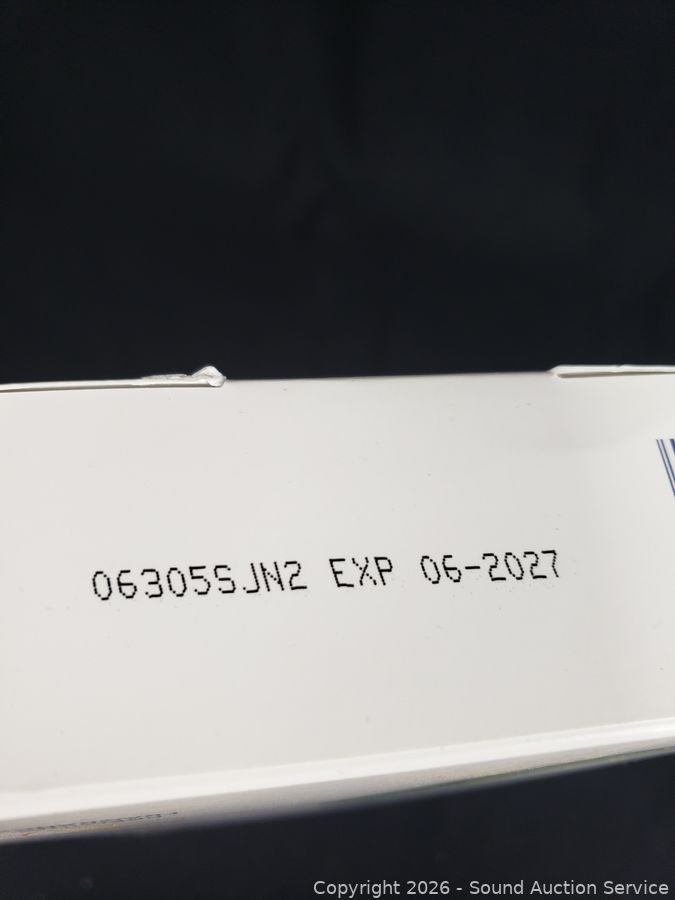 06305SJN2 EXP 06-2027
Copyright 2026 - Sound Auction Service